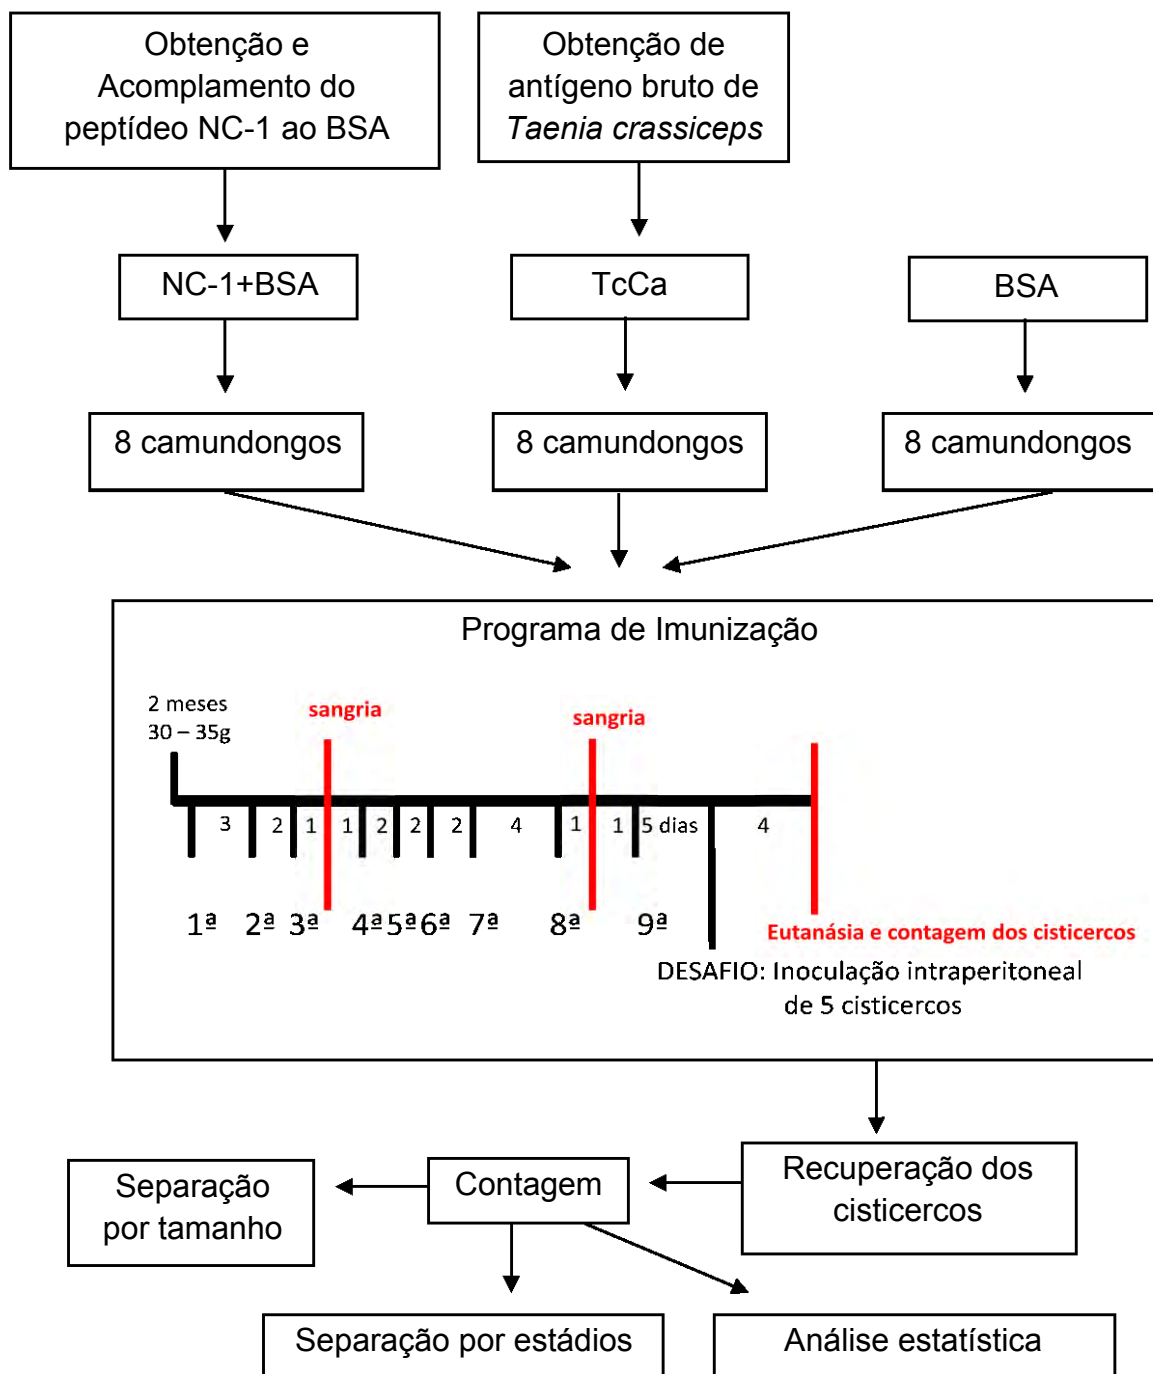 Obtenção e
Acomplamento do
peptídeo NC-1 ao BSA
Obtenção de
antígeno bruto de
Taenia crassiceps
NC-1+BSA
TcCa
BSA
8 camundongos
8 camundongos
8 camundongos
Programa de Imunização
2 meses
30 – 35g
sangria
sangria
3 2 1 1 2 2 2 4 1 1 5 dias 4
1ª 2ª 3ª 4ª 5ª 6ª 7ª 8ª 9ª
Eutanásia e contagem dos cisticercos
DESAFIO: Inoculação intraperitoneal
de 5 cisticercos
Separação
por tamanho
Contagem
Recuperação dos
cisticercos
Separação por estádios
Análise estatística